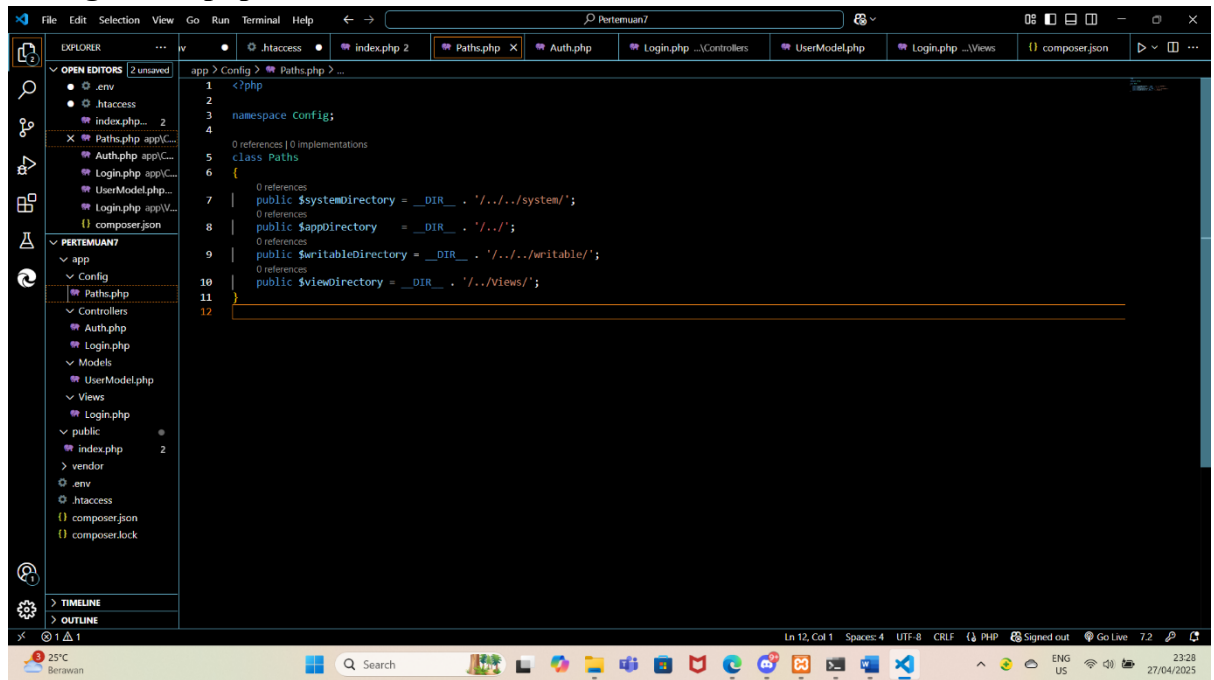 File Edit Selection View Go Run Terminal Help
Pertemuan7
EXPLORER
iv
.htaccess
index.php 2
Paths.php
Auth.php
Login.php ...\Controllers
UserModel.php
Login.php ...\Views
composer.json
OPEN EDITORS 2 unsaved
.env
.htaccess
index.php... 2
Paths.php app\C...
Auth.php app\C...
Login.php app\C...
UserModel.php...
Login.php app\V...
composer.json
PERTEMUAN7
app
Config
Paths.php
Controllers
Auth.php
Login.php
Models
UserModel.php
Views
Login.php
public
index.php 2
vendor
.env
.htaccess
composer.json
composer.lock
TIMELINE
OUTLINE
app > Config > Paths.php > ...
1 <?php
2
3 namespace Config;
4
0 references | 0 implementations
5 class Paths
6 {
0 references
7 public $systemDirectory = __DIR__ . '/../../system/';
0 references
8 public $appDirectory = __DIR__ . '/../';
0 references
9 public $writableDirectory = __DIR__ . '/../../writable/';
0 references
10 public $viewDirectory = __DIR__ . '/../Views/';
11 }
12
1 1
Ln 12, Col 1 Spaces: 4 UTF-8 CRLF PHP Signed out Go Live 7.2
3
25°C
Berawan
Search
ENG
US
23:28
27/04/2025